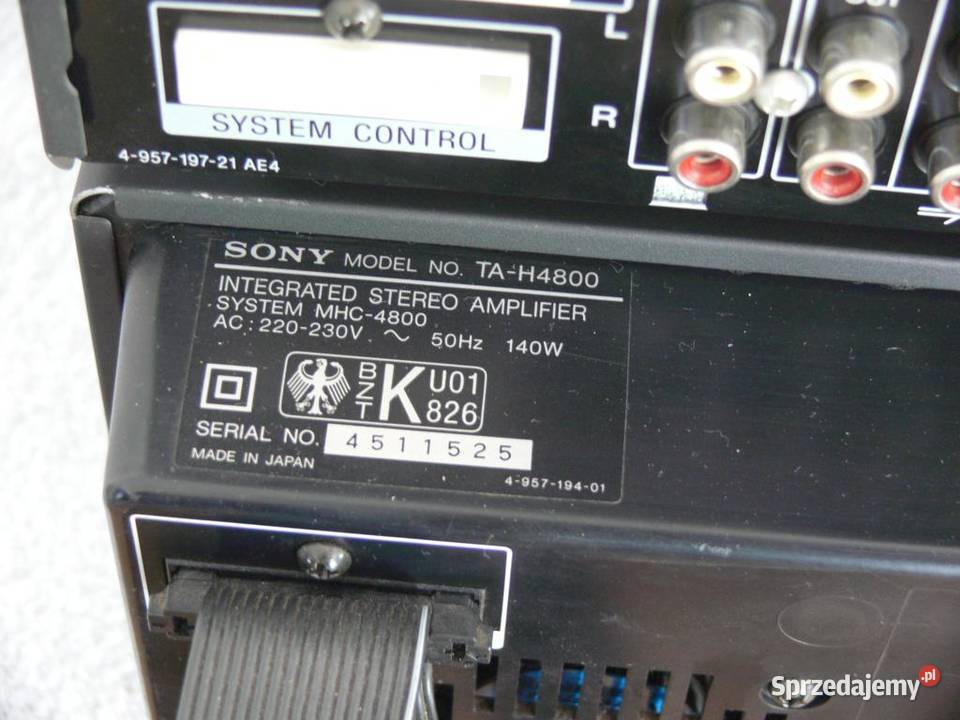 L
R
SYSTEM CONTROL
4-957-197-21 AE4
SONY MODEL NO. TA-H4800
INTEGRATED STEREO AMPLIFIER
SYSTEM MHC-4800
AC : 220-230V ~ 50Hz 140W
BZT K U01 826
SERIAL NO. 4511525
MADE IN JAPAN
4-957-194-01
Sprzedajemy.pl